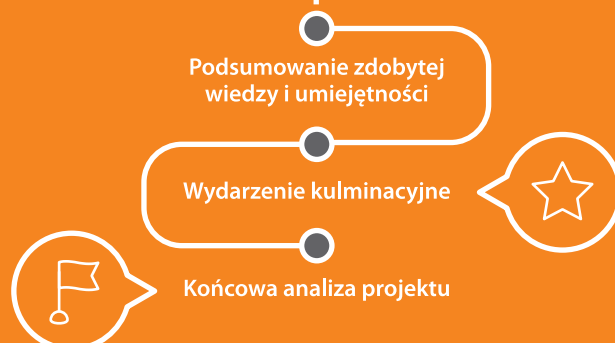 Podsumowanie zdobytej
wiedzy i umiejętności
Wydarzenie kulminacyjne
Końcowa analiza projektu